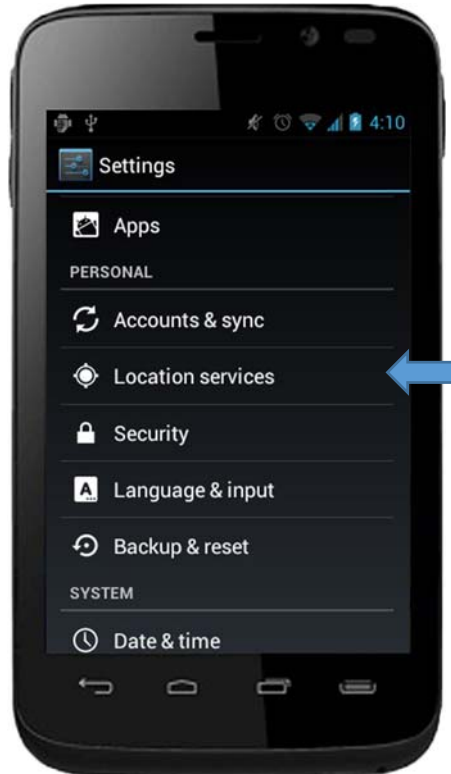 4:10
Settings
Apps
PERSONAL
Accounts & sync
Location services
Security
A
Language & input
Backup & reset
SYSTEM
Date & time